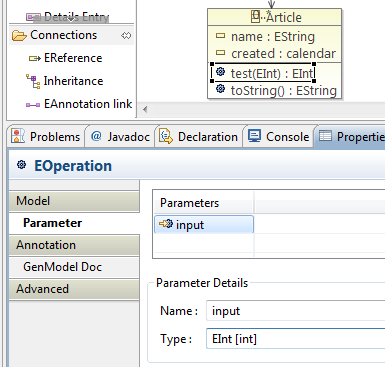 Details Entry
Connections
EReference
Inheritance
EAnnotation link
Article
name : EString
created : calendar
test(EInt) : EInt
toString() : EString
Problems @ Javadoc Declaration Console Propertie
EOperation
Model
Parameter
Annotation
GenModel Doc
Advanced
Parameters
input
Parameter Details
Name : input
Type : EInt [int]